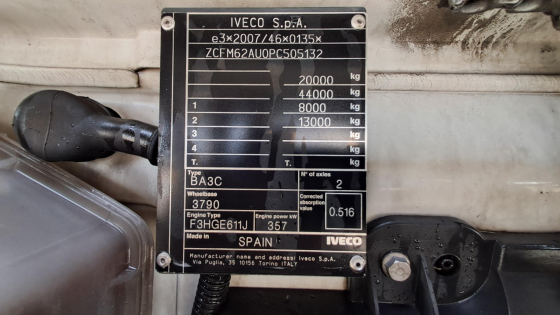 IVECO S.p.A.
e3×2007/46×0135×
ZCFM62AU0PC505132
20000 kg
44000 kg
1 8000 kg
2 13000 kg
3 kg
4 kg
T. T. kg
Type N° of axles
BA3C 2
Wheelbase Corrected absorption value
3790 0.516
Engine Type Engine power kW
F3HGE611J 357
Made in SPAIN IVECO
Manufacturer name and address: Iveco S.p.A.
Via Puglia, 35 10156 Torino ITALY